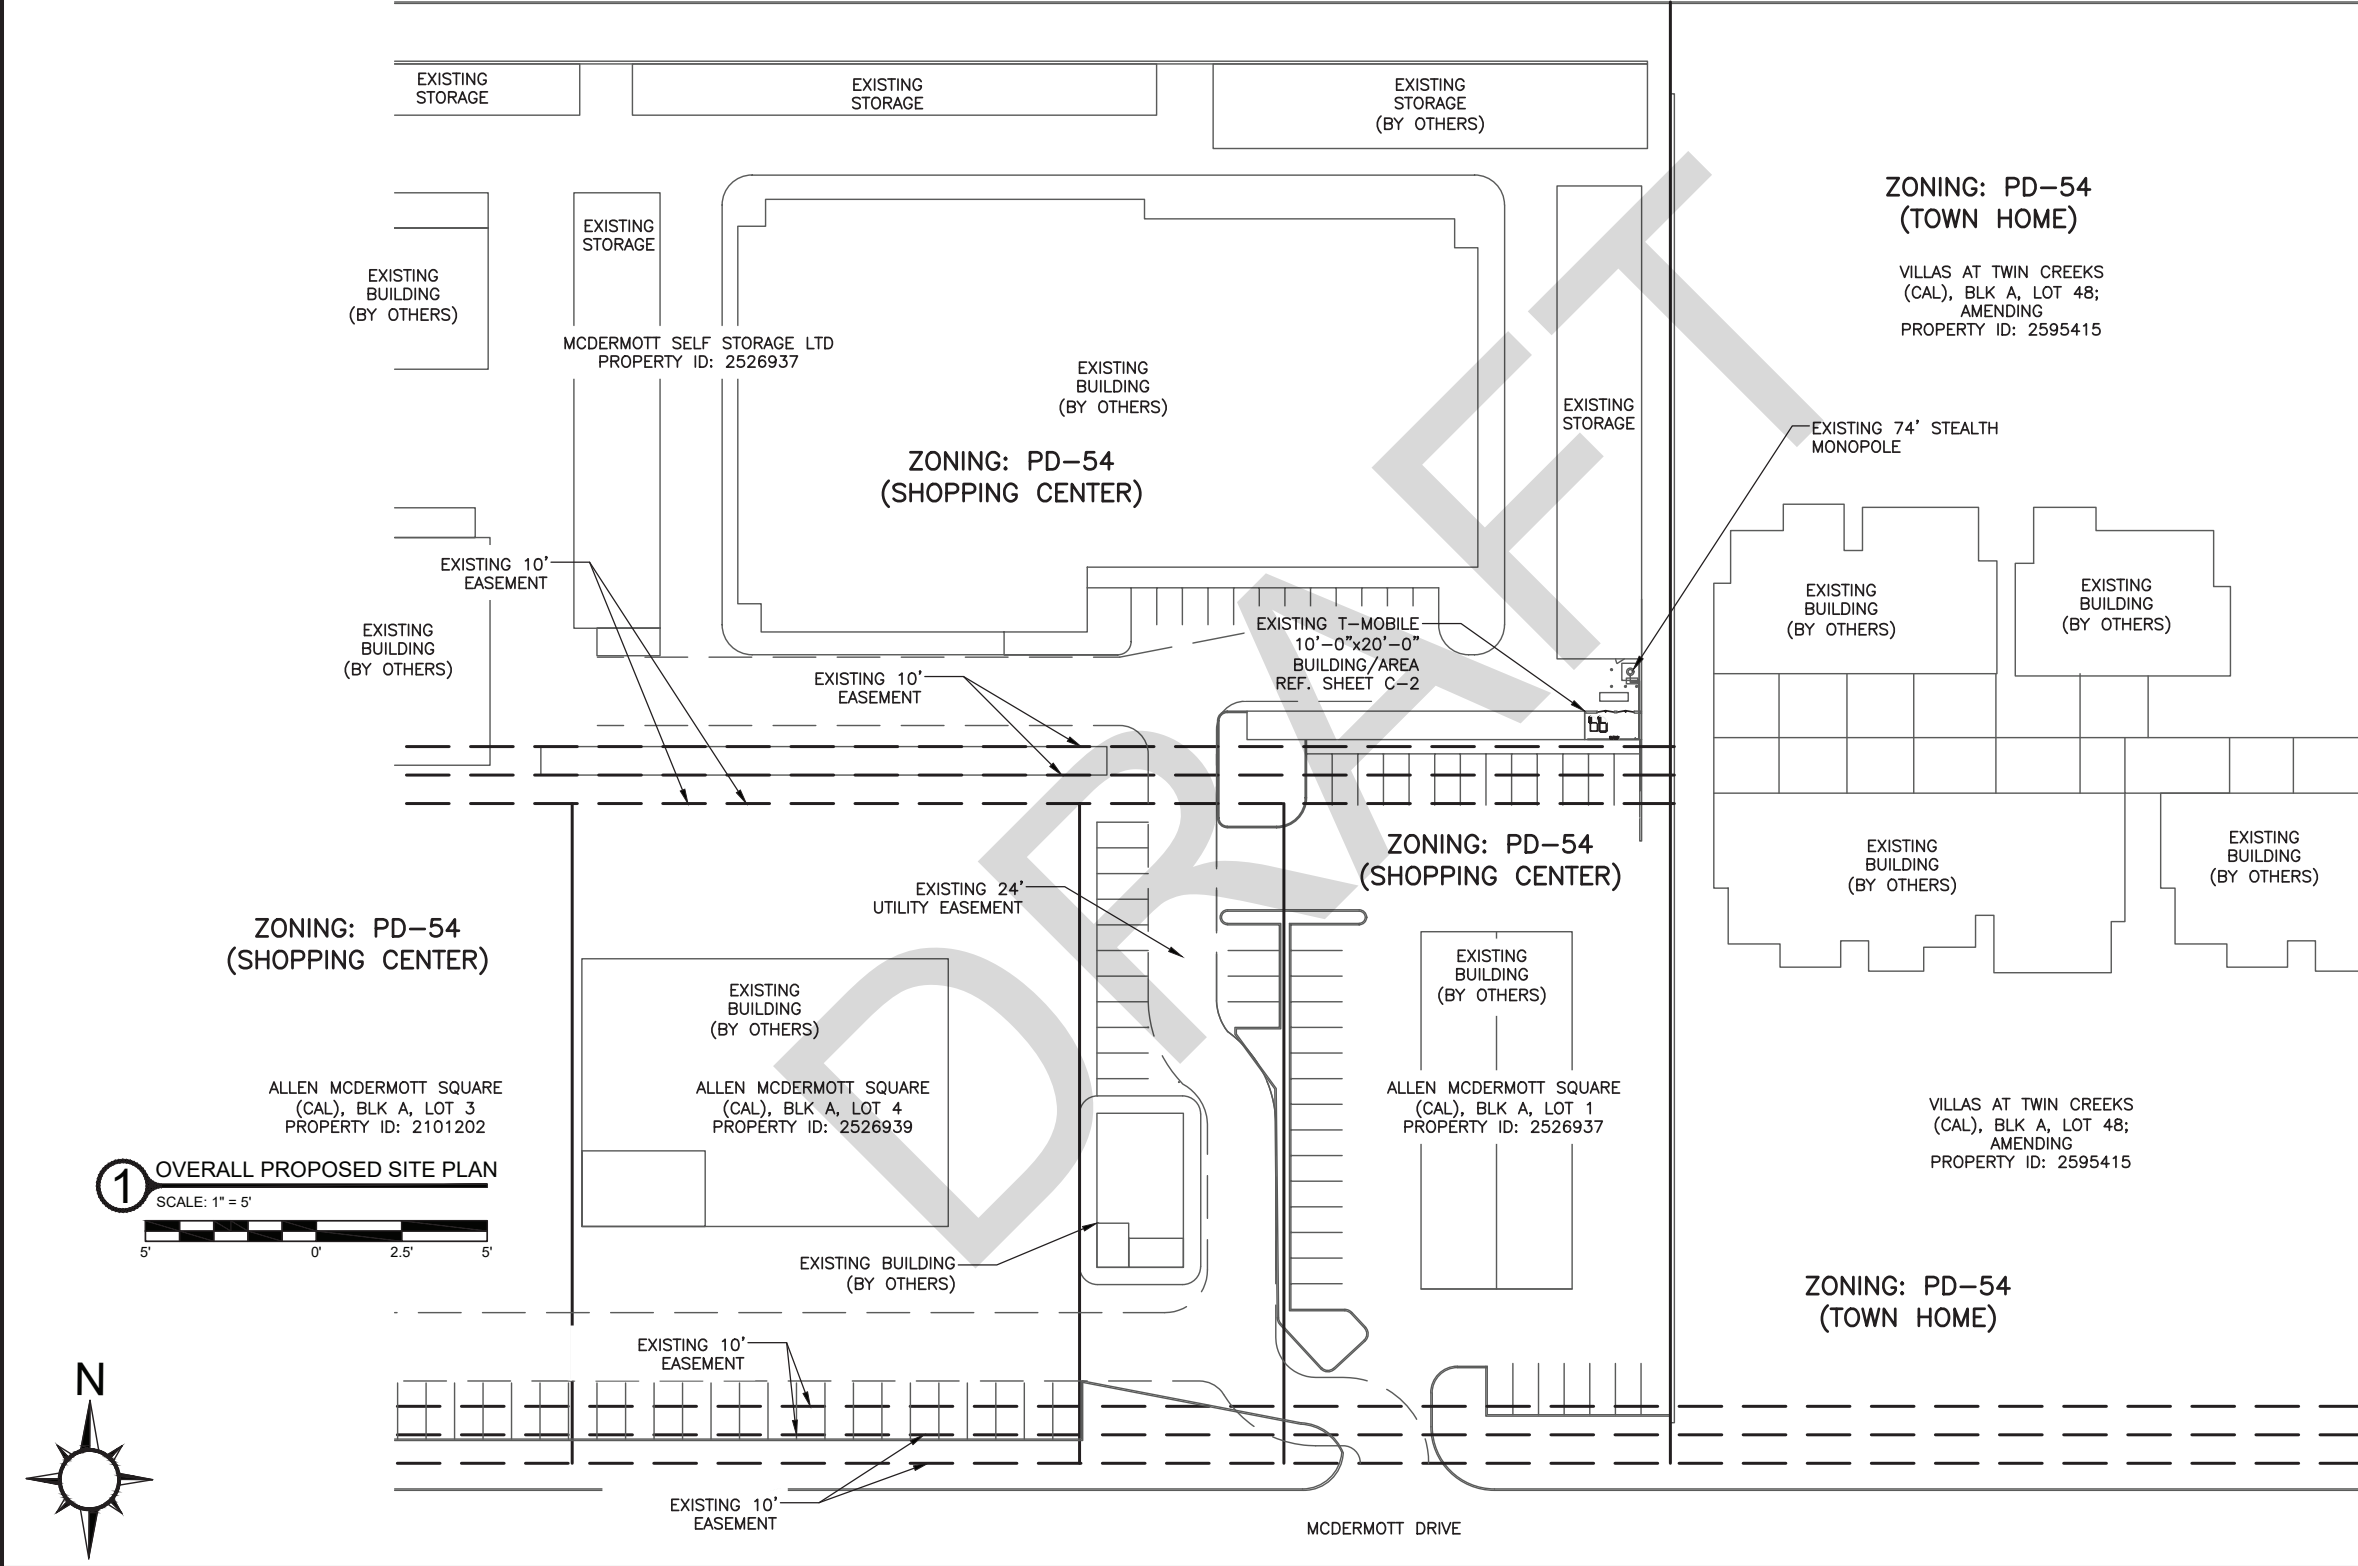 EXISTING
STORAGE
EXISTING
STORAGE
EXISTING
STORAGE
(BY OTHERS)
ZONING: PD-54
(TOWN HOME)
VILLAS AT TWIN CREEKS
(CAL), BLK A, LOT 48;
AMENDING
PROPERTY ID: 2595415
EXISTING
STORAGE
EXISTING
BUILDING
(BY OTHERS)
MCDERMOTT SELF STORAGE LTD
PROPERTY ID: 2526937
EXISTING
BUILDING
(BY OTHERS)
ZONING: PD-54
(SHOPPING CENTER)
EXISTING
STORAGE
EXISTING 74' STEALTH
MONOPOLE
EXISTING 10'
EASEMENT
EXISTING
BUILDING
(BY OTHERS)
EXISTING
BUILDING
(BY OTHERS)
EXISTING
BUILDING
(BY OTHERS)
EXISTING T-MOBILE
10'-0"x20'-0"
BUILDING/AREA
REF. SHEET C-2
EXISTING 10'
EASEMENT
DRAFT
ZONING: PD-54
(SHOPPING CENTER)
EXISTING
BUILDING
(BY OTHERS)
EXISTING
BUILDING
(BY OTHERS)
EXISTING 24'
UTILITY EASEMENT
ZONING: PD-54
(SHOPPING CENTER)
EXISTING
BUILDING
(BY OTHERS)
EXISTING
BUILDING
(BY OTHERS)
ALLEN MCDERMOTT SQUARE
(CAL), BLK A, LOT 3
PROPERTY ID: 2101202
ALLEN MCDERMOTT SQUARE
(CAL), BLK A, LOT 4
PROPERTY ID: 2526939
ALLEN MCDERMOTT SQUARE
(CAL), BLK A, LOT 1
PROPERTY ID: 2526937
VILLAS AT TWIN CREEKS
(CAL), BLK A, LOT 48;
AMENDING
PROPERTY ID: 2595415
1
OVERALL PROPOSED SITE PLAN
SCALE: 1" = 5'
5' 0' 2.5' 5'
EXISTING BUILDING
(BY OTHERS)
ZONING: PD-54
(TOWN HOME)
EXISTING 10'
EASEMENT
N
EXISTING 10'
EASEMENT
MCDERMOTT DRIVE